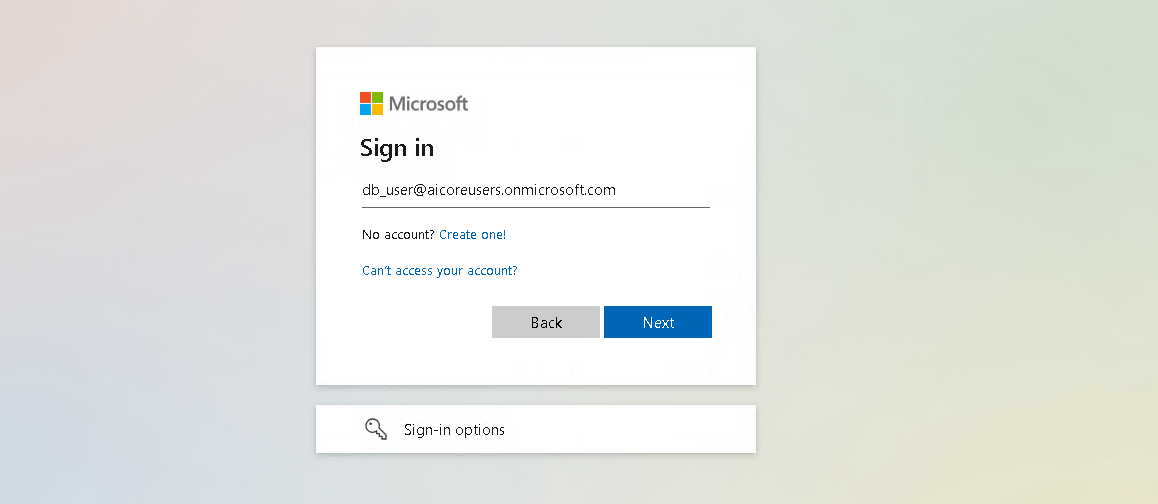 Microsoft
Sign in
db_user@aicoreusers.onmicrosoft.com
No account? Create one!
Can't access your account?
Back Next
Sign-in options